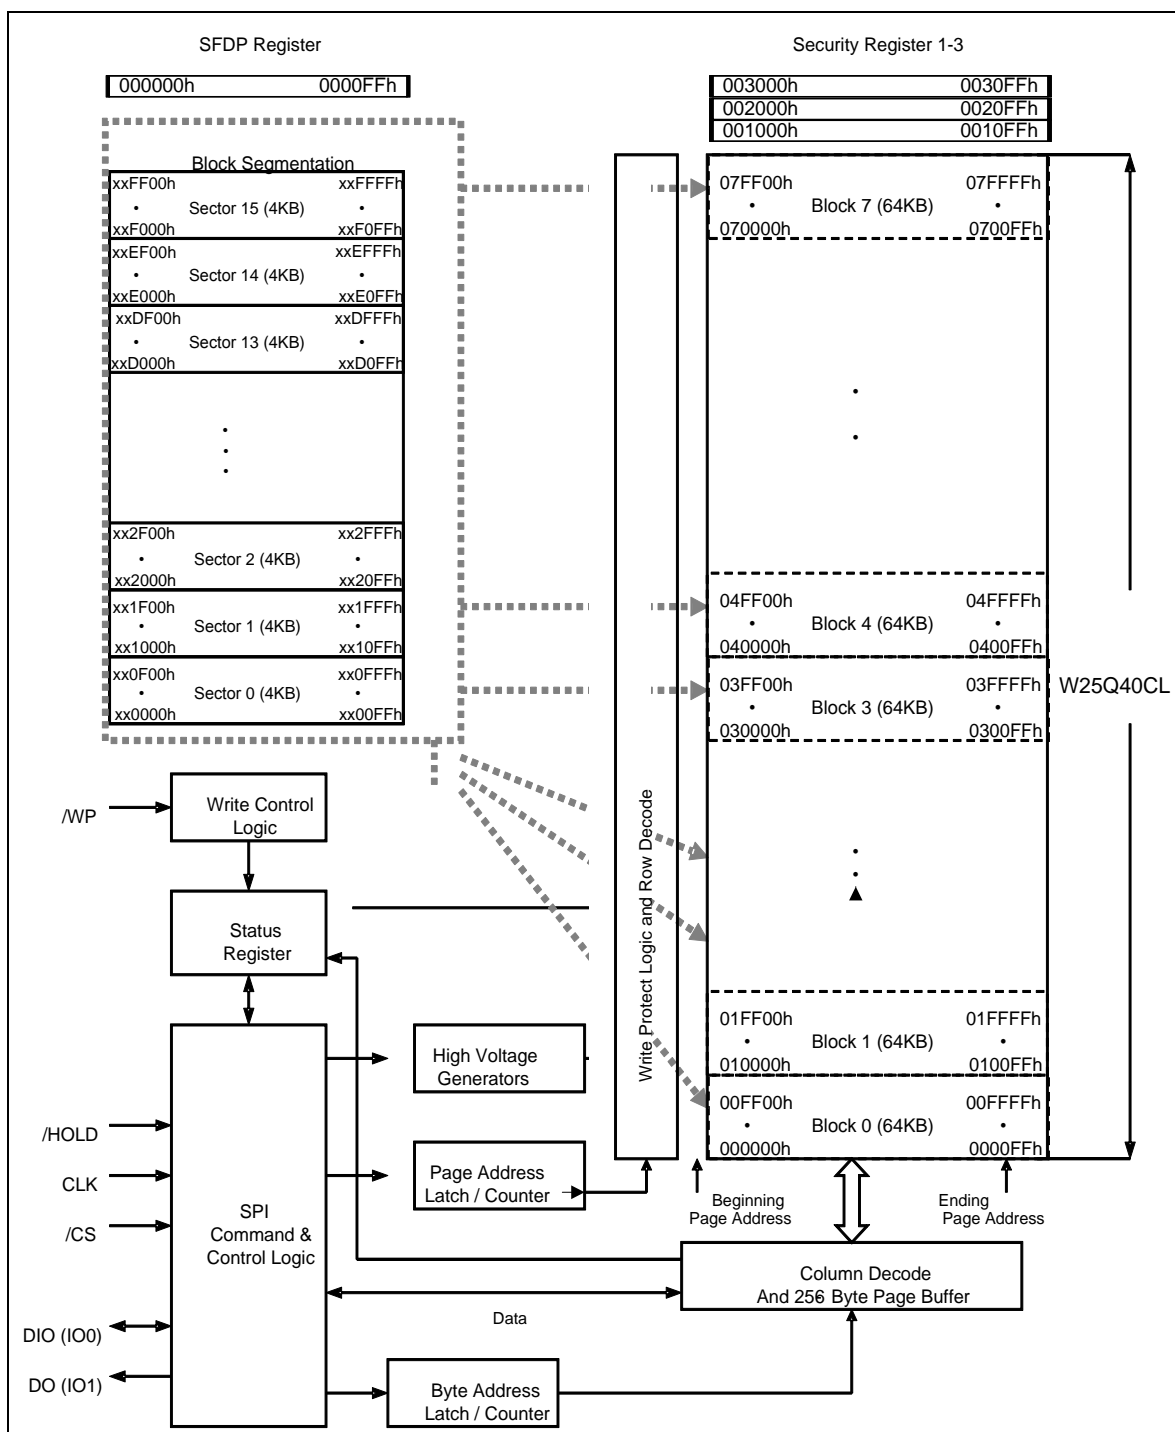 SFDP Register
000000h 0000FFh
Block Segmentation
xxFF00h xxFFFFh
• Sector 15 (4KB) •
xxF000h xxF0FFh
xxEF00h xxEFFFh
• Sector 14 (4KB) •
xxE000h xxE0FFh
xxDF00h xxDFFFh
• Sector 13 (4KB) •
xxD000h xxD0FFh
xx2F00h xx2FFFh
• Sector 2 (4KB) •
xx2000h xx20FFh
xx1F00h xx1FFFh
• Sector 1 (4KB) •
xx1000h xx10FFh
xx0F00h xx0FFFh
• Sector 0 (4KB) •
xx0000h xx00FFh
Security Register 1-3
003000h 0030FFh
002000h 0020FFh
001000h 0010FFh
07FF00h 07FFFFh
• Block 7 (64KB) •
070000h 0700FFh
04FF00h 04FFFFh
• Block 4 (64KB) •
040000h 0400FFh
03FF00h 03FFFFh
• Block 3 (64KB) •
030000h 0300FFh
01FF00h 01FFFFh
• Block 1 (64KB) •
010000h 0100FFh
00FF00h 00FFFFh
• Block 0 (64KB) •
000000h 0000FFh
W25Q40CL
Write Protect Logic and Row Decode
/WP
Write Control
Logic
Status
Register
High Voltage
Generators
Page Address
Latch / Counter
Beginning
Page Address
Ending
Page Address
/HOLD
CLK
/CS
DIO (IO0)
DO (IO1)
SPI
Command &
Control Logic
Column Decode
And 256 Byte Page Buffer
Data
Byte Address
Latch / Counter